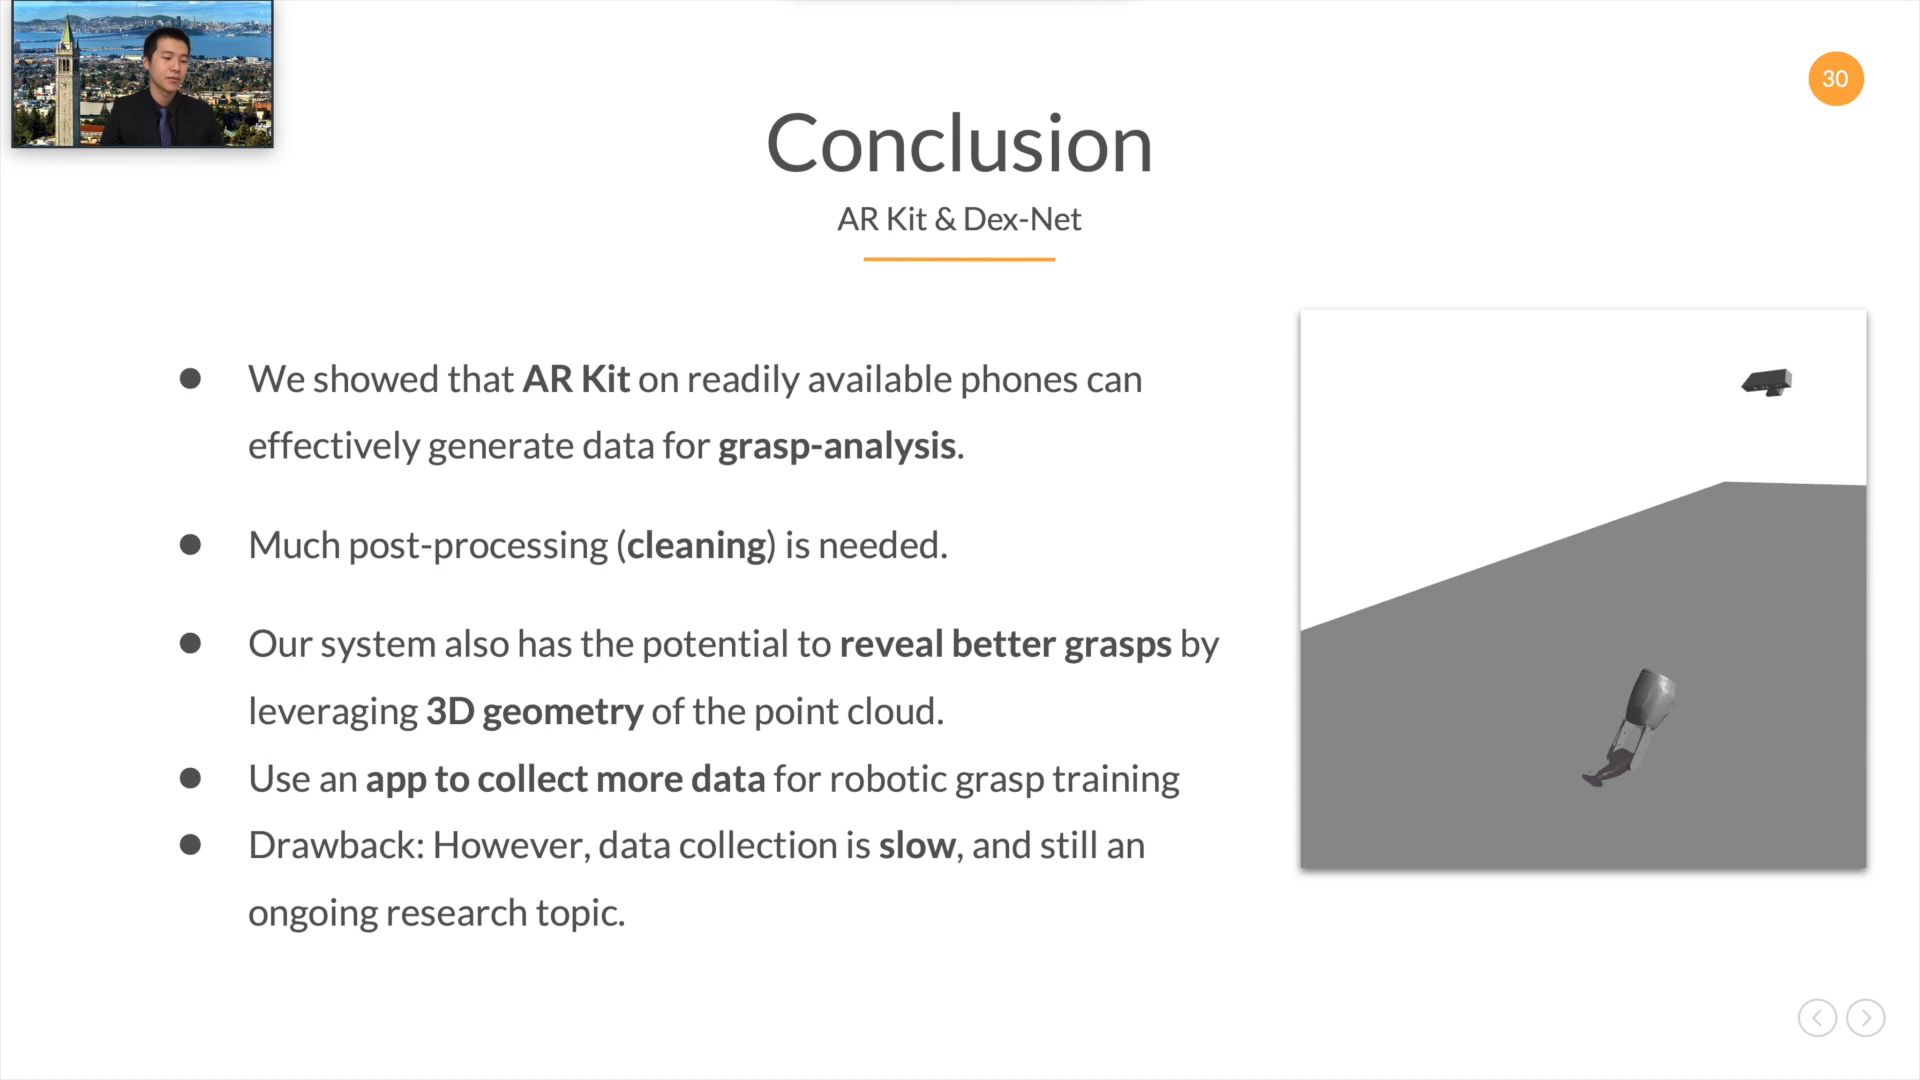 30
Conclusion
AR Kit & Dex-Net
● We showed that AR Kit on readily available phones can
effectively generate data for grasp-analysis.
● Much post-processing (cleaning) is needed.
● Our system also has the potential to reveal better grasps by
leveraging 3D geometry of the point cloud.
● Use an app to collect more data for robotic grasp training
● Drawback: However, data collection is slow, and still an
ongoing research topic.